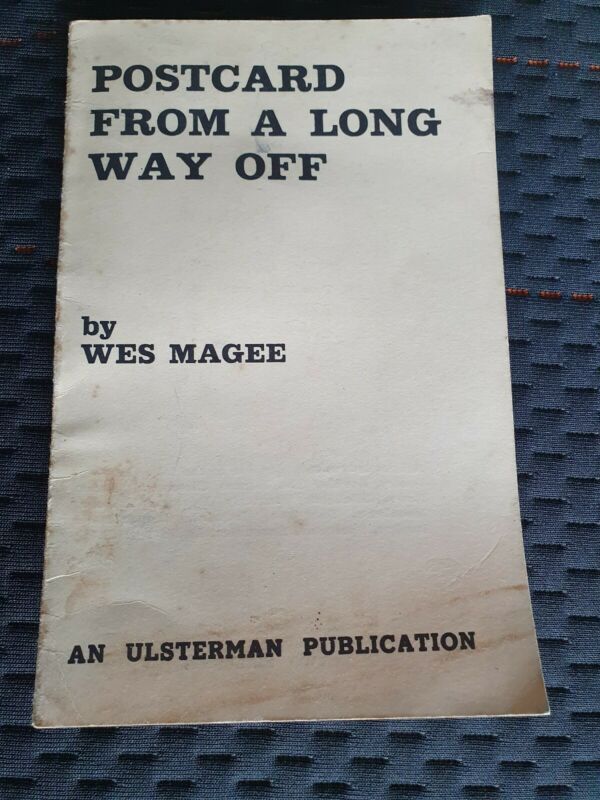 POSTCARD
FROM A LONG
WAY OFF
by
WES MAGEE
AN ULSTERMAN PUBLICATION